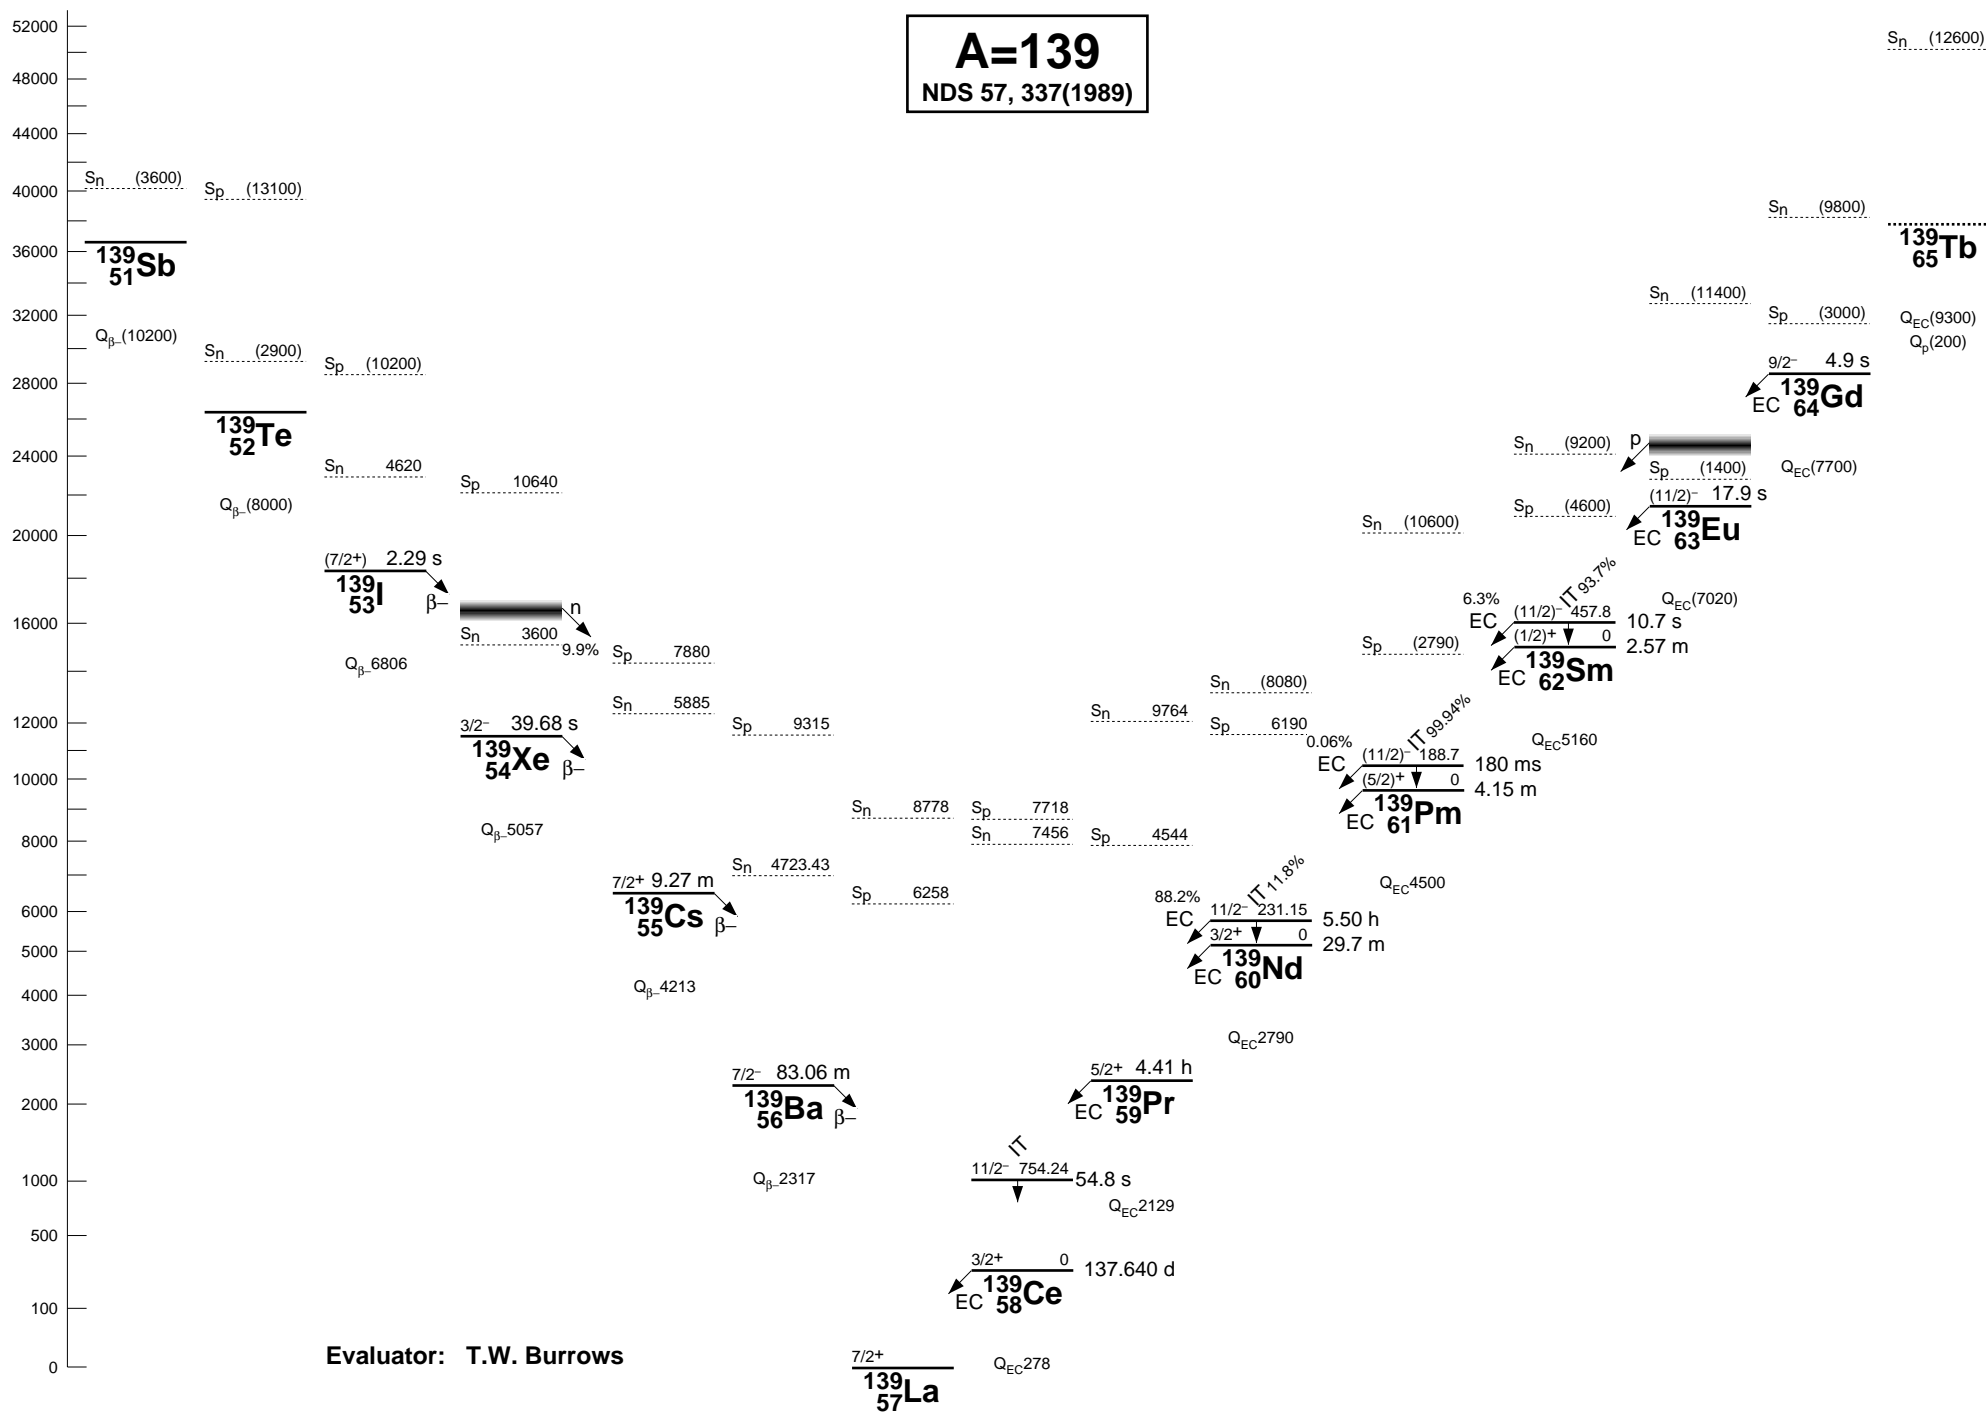 A=139
NDS 57, 337(1989)
52000
48000
44000
40000
36000
32000
28000
24000
20000
16000
12000
10000
8000
6000
5000
4000
3000
2000
1000
500
100
0
Sn (3600)
139 51 Sb
Qβ−(10200)
Sp (13100)
Sn (2900)
139 52 Te
Qβ−(8000)
Sp (10200)
Sn 4620
(7/2+) 2.29 s
139 53 I β−
Qβ−6806
Sp 10640
n
Sn 3600
9.9%
3/2− 39.68 s
139 54 Xe β−
Qβ−5057
Sp 7880
Sn 5885
7/2+ 9.27 m
139 55 Cs β−
Qβ−4213
Sp 9315
Sn 4723.43
7/2− 83.06 m
139 56 Ba β−
Qβ−2317
Sn 8778
Sp 6258
7/2+
139 57 La
Sp 7718
Sn 7456
IT
11/2− 754.24
54.8 s
3/2+ 0
137.640 d
EC 139 58 Ce
QEC278
Sn 9764
Sp 4544
5/2+ 4.41 h
EC 139 59 Pr
QEC2129
Sn (8080)
Sp 6190
IT 11.8%
88.2%
EC
11/2− 231.15
5.50 h
3/2+ 0
29.7 m
EC 139 60 Nd
QEC2790
Sn (10600)
Sp (2790)
IT 99.94%
0.06%
EC
(11/2)− 188.7
180 ms
(5/2)+ 0
4.15 m
EC 139 61 Pm
QEC4500
Sn (9200)
Sp (4600)
IT 93.7%
6.3%
EC
(11/2)− 457.8
10.7 s
(1/2)+ 0
2.57 m
EC 139 62 Sm
QEC5160
Sn (11400)
p
Sp (1400)
(11/2)− 17.9 s
EC 139 63 Eu
QEC(7020)
Sn (9800)
Sp (3000)
9/2− 4.9 s
EC 139 64 Gd
QEC(7700)
Sn (12600)
139 65 Tb
QEC(9300)
Qp(200)
Evaluator: T.W. Burrows